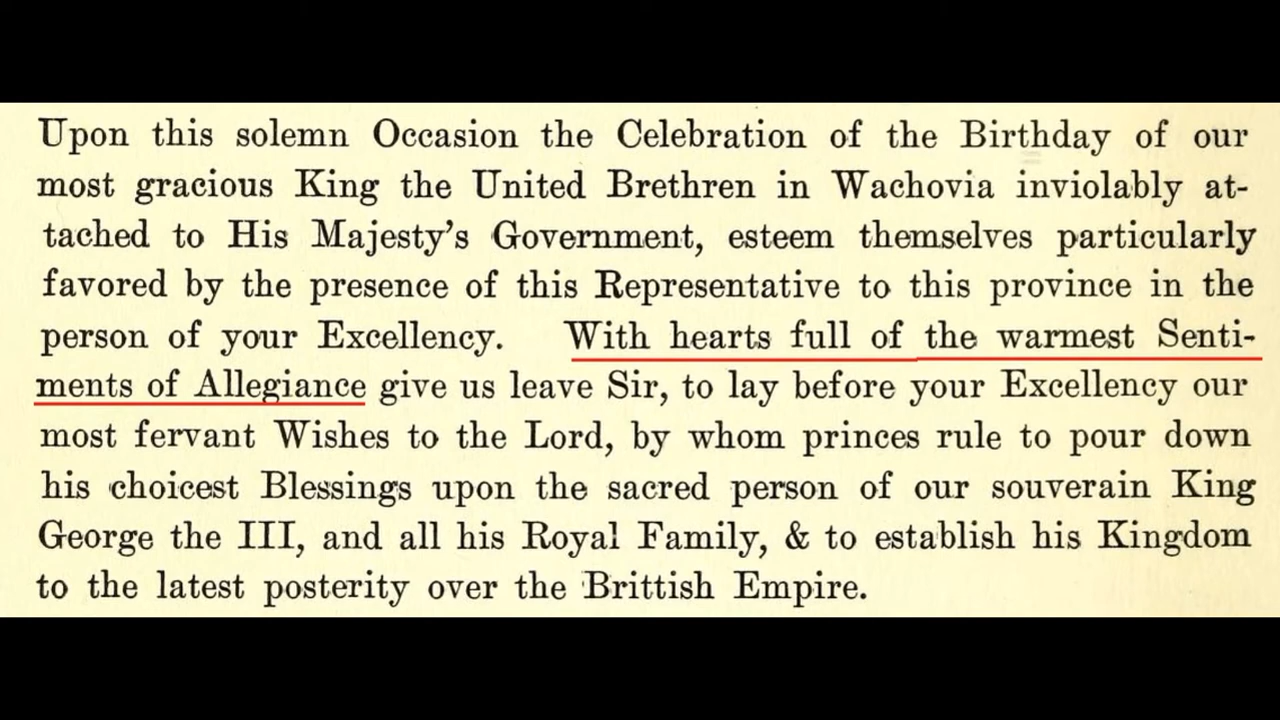 Upon this solemn Occasion the Celebration of the Birthday of our
most gracious King the United Brethren in Wachovia inviolably at-
tached to His Majesty's Government, esteem themselves particularly
favored by the presence of this Representative to this province in the
person of your Excellency. With hearts full of the warmest Senti-
ments of Allegiance give us leave Sir, to lay before your Excellency our
most fervant Wishes to the Lord, by whom princes rule to pour down
his choicest Blessings upon the sacred person of our souverain King
George the III, and all his Royal Family, & to establish his Kingdom
to the latest posterity over the Brittish Empire.